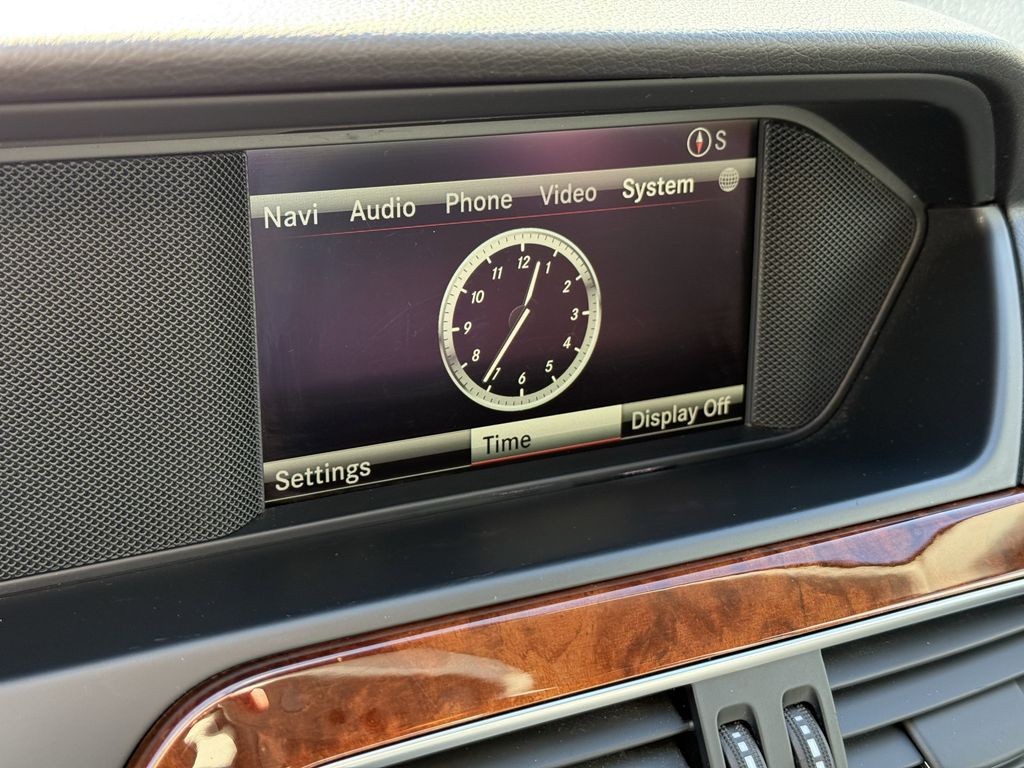 S
Navi Audio Phone Video System
12
11 1
10 2
9 3
8 4
7 5
6
Settings Time Display Off